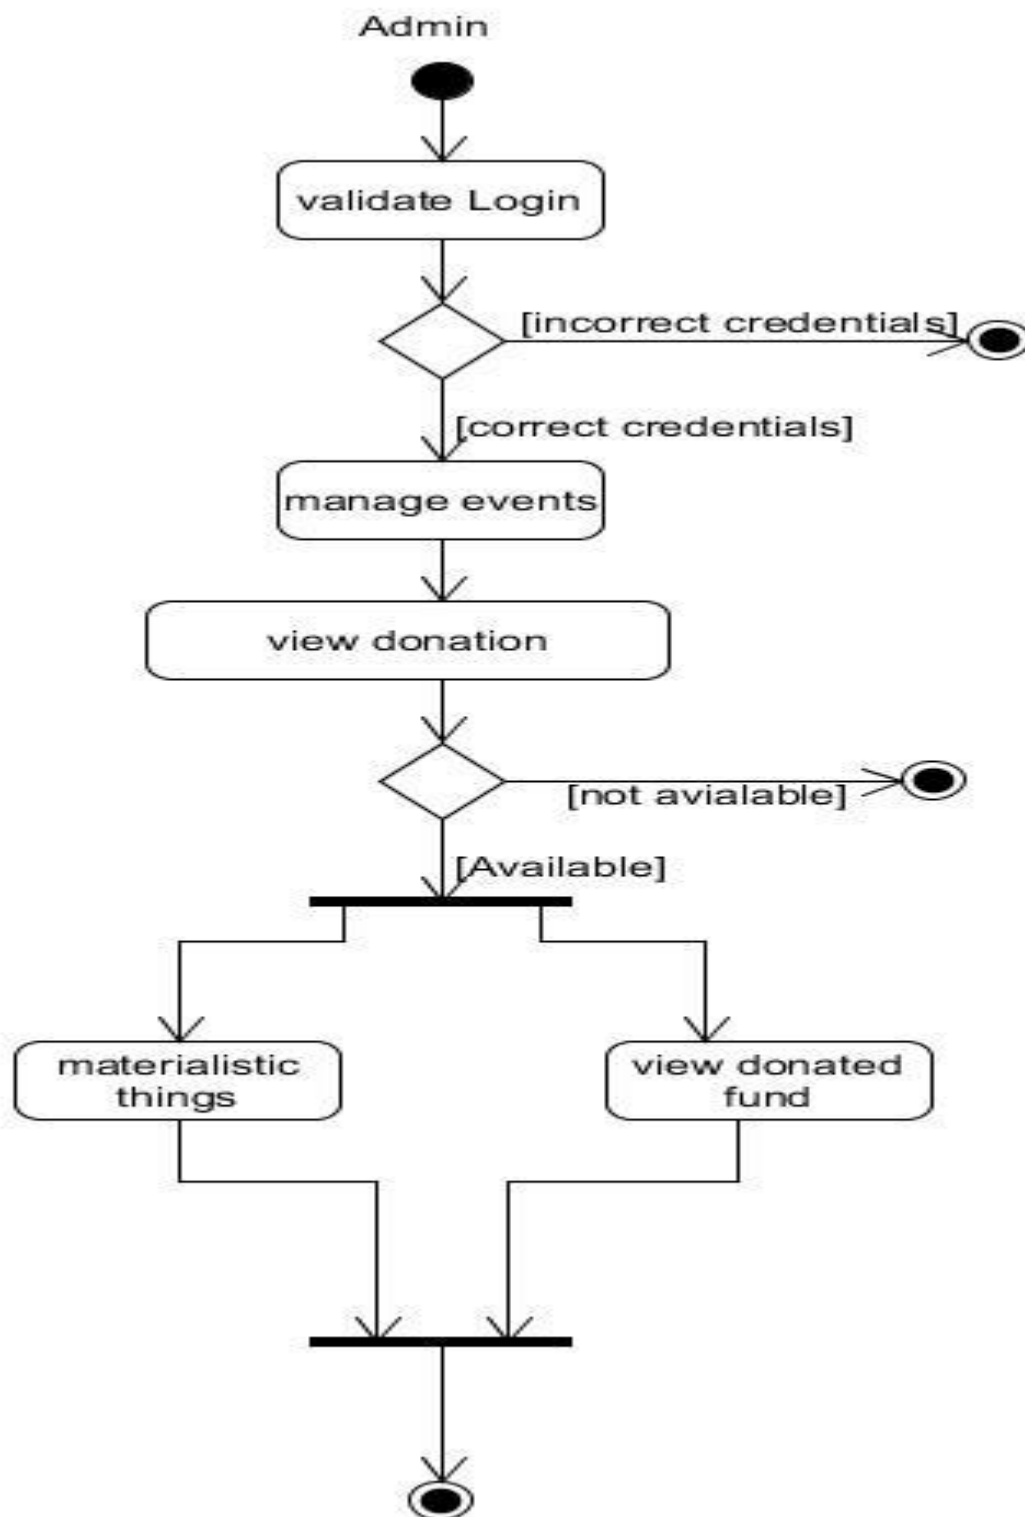 Admin
validate Login
[incorrect credentials]
[correct credentials]
manage events
view donation
[not avialable]
[Available]
materialistic
things
view donated
fund